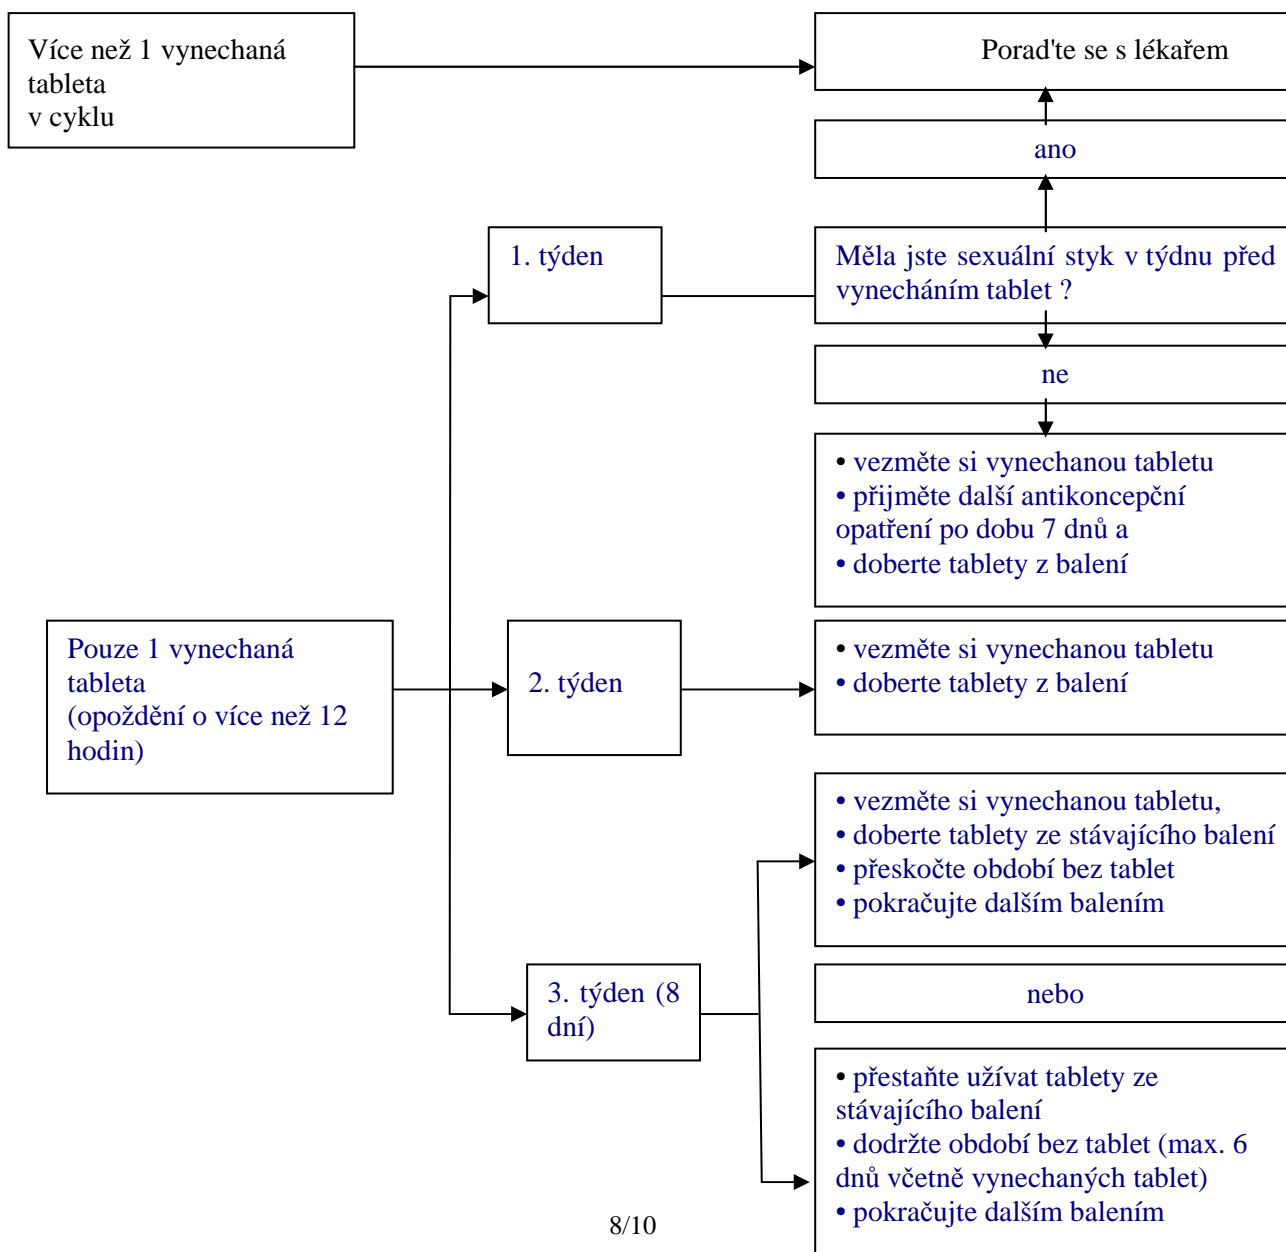 Více než 1 vynechaná
tableta
v cyklu
Porad'te se s lékařem
ano
1. týden
Měla jste sexuální styk v týdnu před
vynecháním tablet ?
ne
• vezměte si vynechanou tabletu
• přijměte další antikoncepční
opatření po dobu 7 dnů a
• doberte tablety z balení
Pouze 1 vynechaná
tableta
(opoždění o více než 12
hodin)
2. týden
• vezměte si vynechanou tabletu
• doberte tablety z balení
• vezměte si vynechanou tabletu,
• doberte tablety ze stávajícího balení
• přeskočte období bez tablet
• pokračujte dalším balením
3. týden (8
dní)
nebo
• přestaňte užívat tablety ze
stávajícího balení
• dodržte období bez tablet (max. 6
dnů včetně vynechaných tablet)
• pokračujte dalším balením
8/10